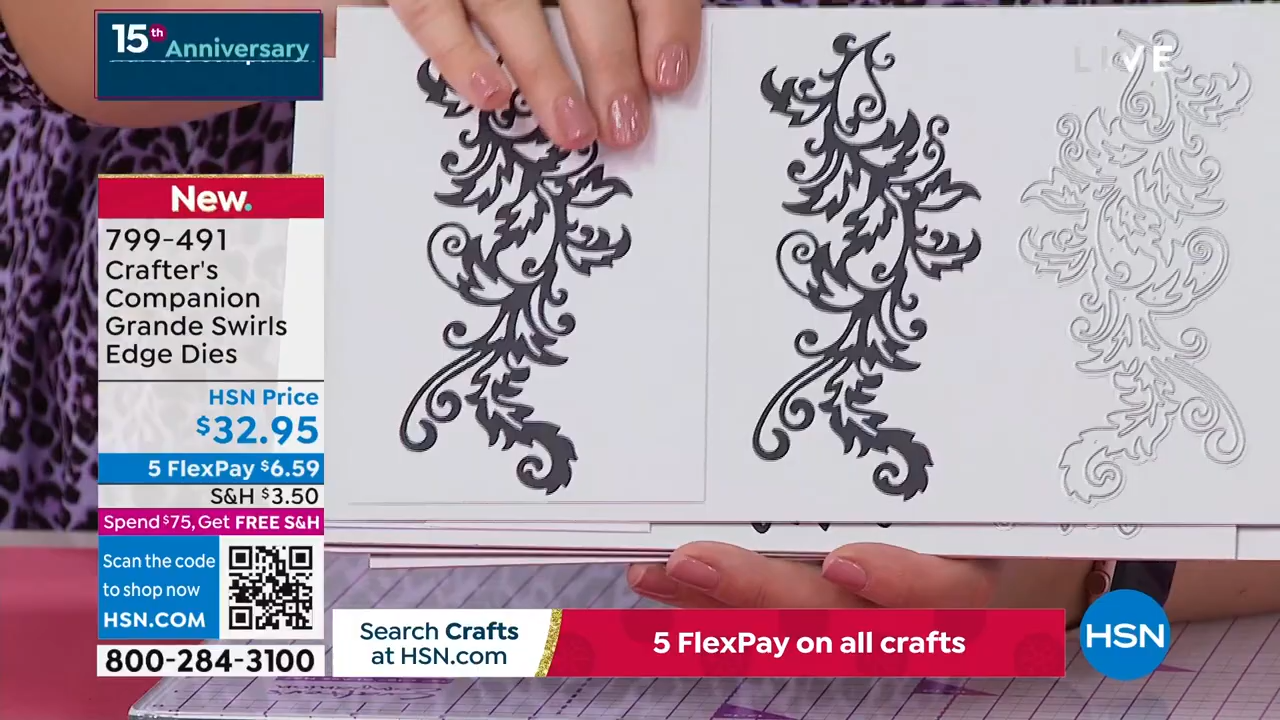 15th Anniversary
LIVE
New.
799-491
Crafter's
Companion
Grande Swirls
Edge Dies
HSN Price
$32.95
5 FlexPay $6.59
S&H $3.50
Spend $75, Get FREE S&H
Scan the code
to shop now
HSN.COM
800-284-3100
Search Crafts
at HSN.com
5 FlexPay on all crafts
HSN